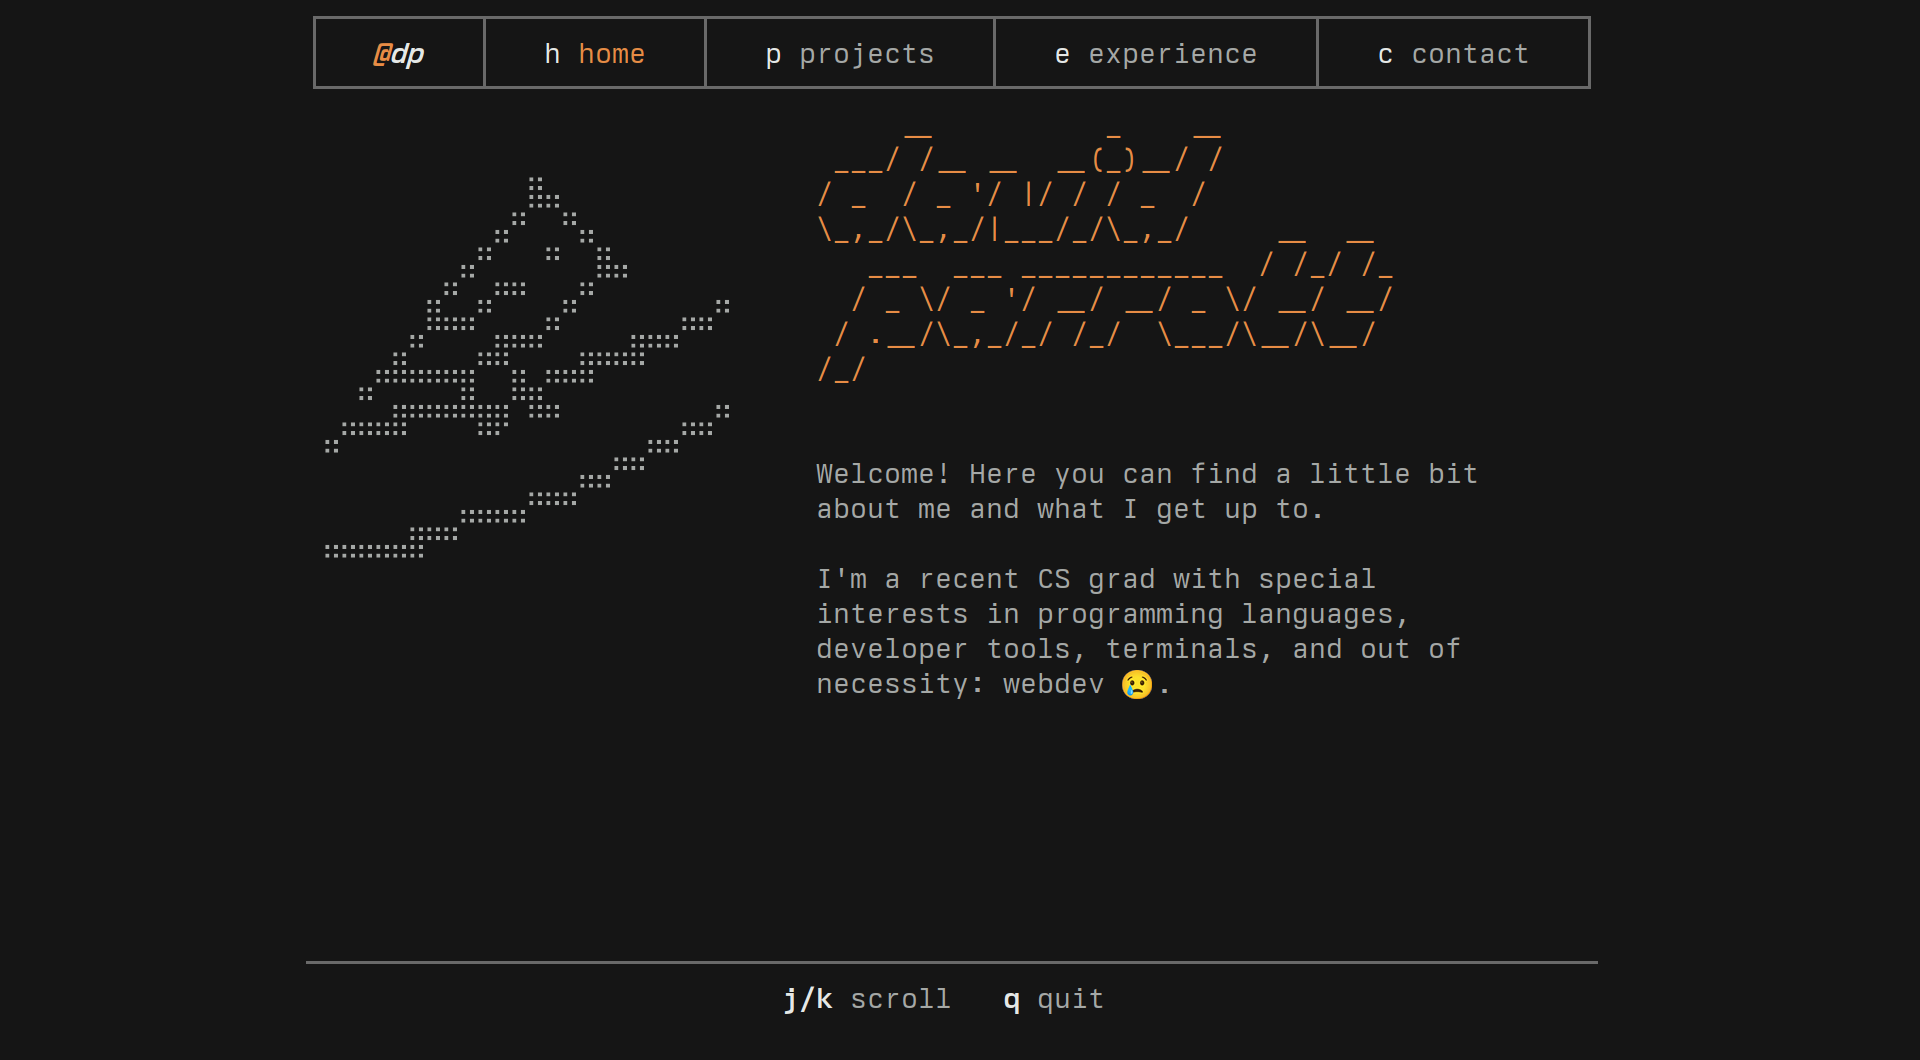 @dp h home p projects e experience c contact
david
parrott
Welcome! Here you can find a little bit
about me and what I get up to.
I'm a recent CS grad with special
interests in programming languages,
developer tools, terminals, and out of
necessity: webdev 😢.
j/k scroll q quit